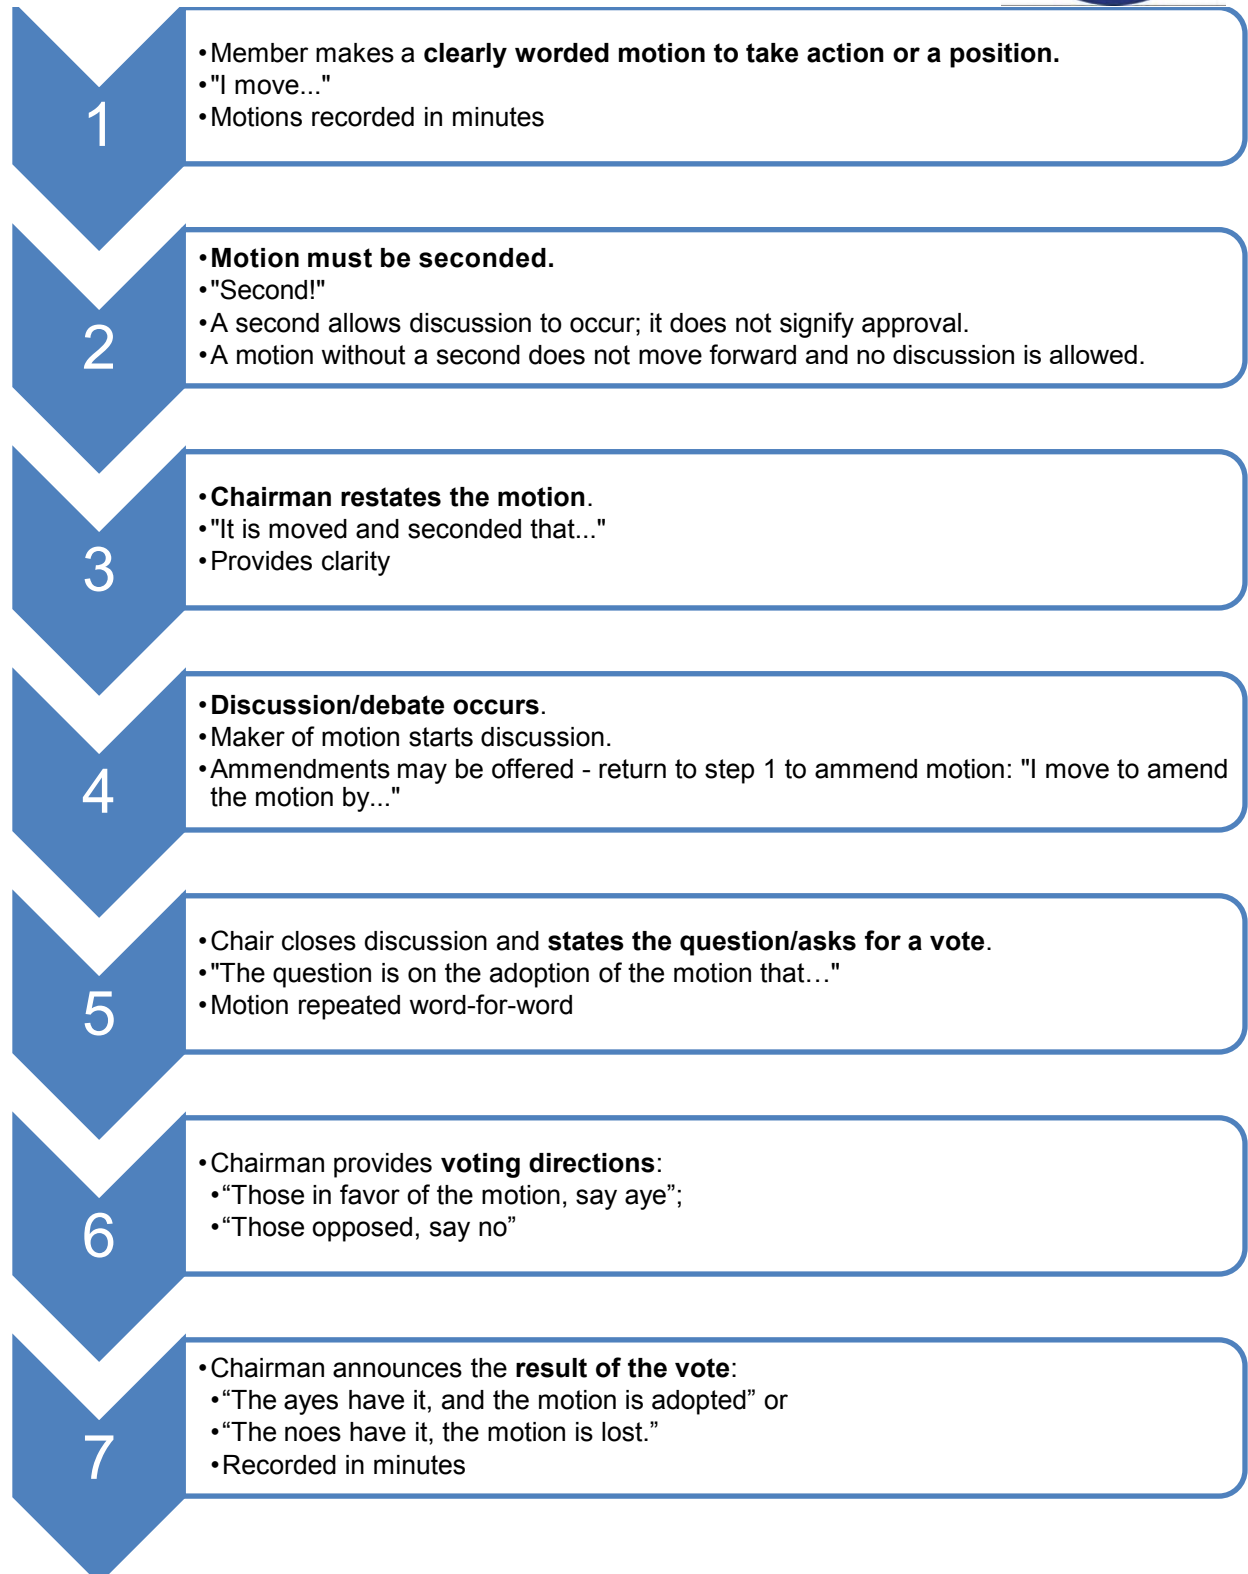 1
•Member makes a clearly worded motion to take action or a position.
•"I move..."
•Motions recorded in minutes
2
•Motion must be seconded.
•"Second!"
•A second allows discussion to occur; it does not signify approval.
•A motion without a second does not move forward and no discussion is allowed.
3
•Chairman restates the motion.
•"It is moved and seconded that..."
•Provides clarity
4
•Discussion/debate occurs.
•Maker of motion starts discussion.
•Ammendments may be offered - return to step 1 to ammend motion: "I move to amend
the motion by..."
5
•Chair closes discussion and states the question/asks for a vote.
•"The question is on the adoption of the motion that…"
•Motion repeated word-for-word
6
•Chairman provides voting directions:
•“Those in favor of the motion, say aye”;
•“Those opposed, say no”
7
•Chairman announces the result of the vote:
•“The ayes have it, and the motion is adopted” or
•“The noes have it, the motion is lost.”
•Recorded in minutes